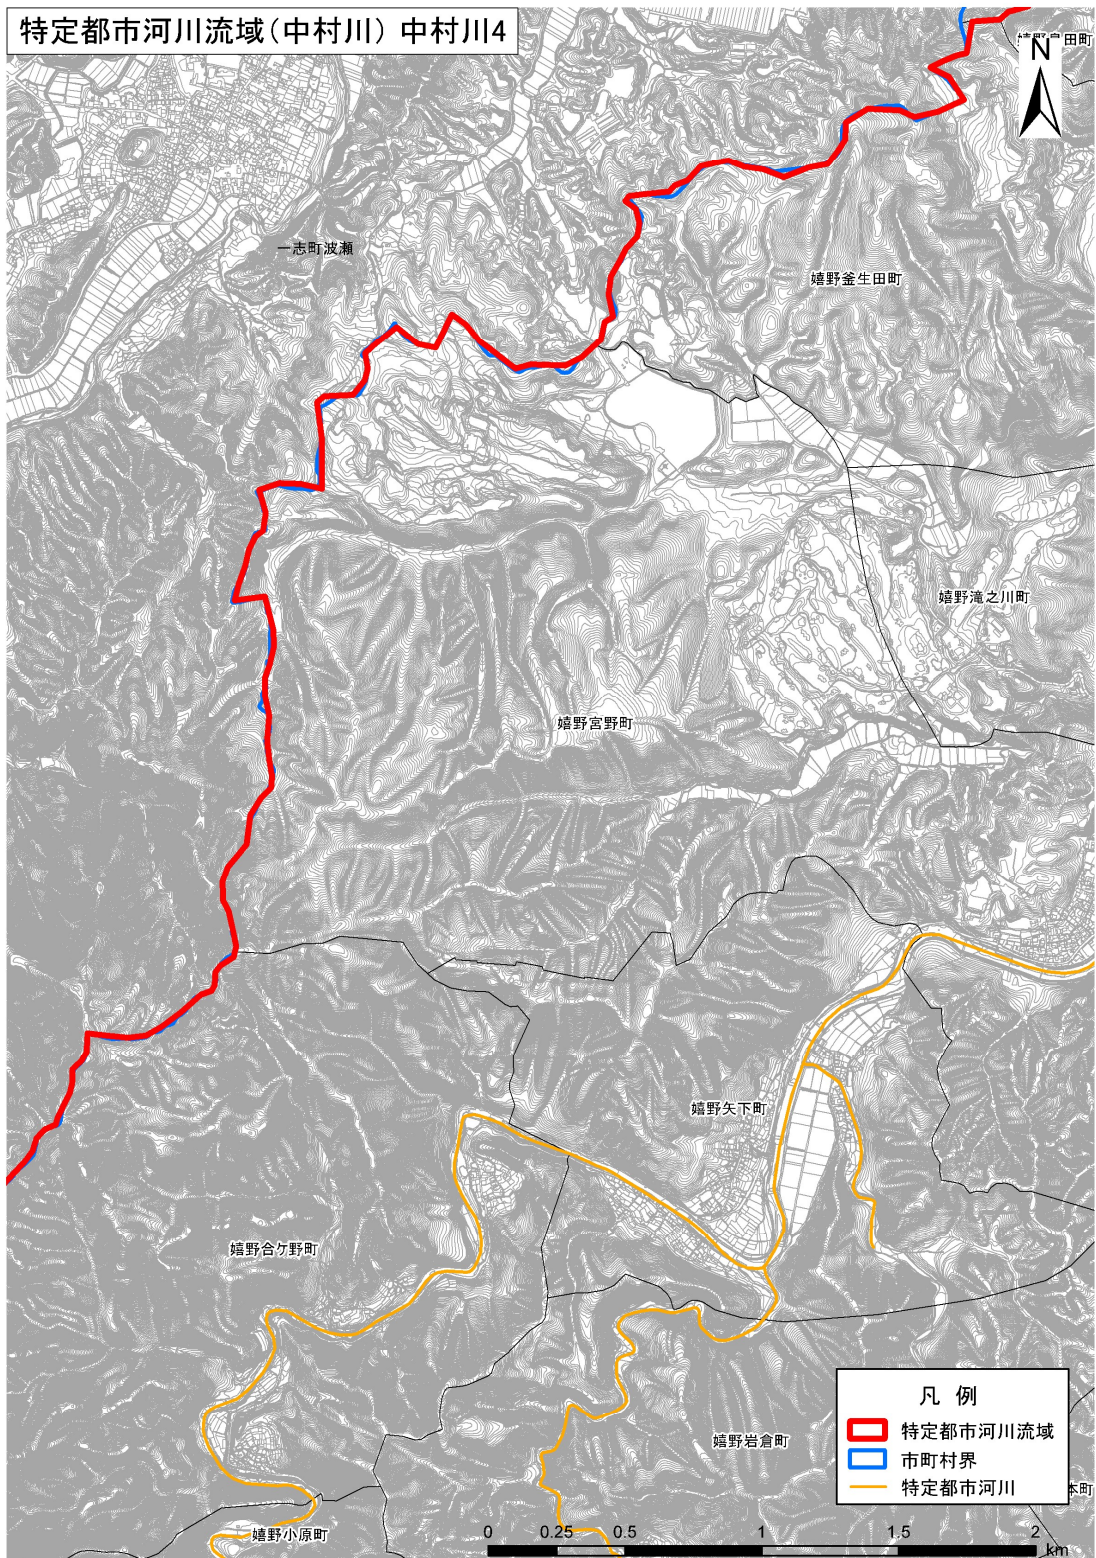 特定都市河川流域(中村川) 中村川4
N
一志町波瀬
嬉野釜生田町
嬉野滝之川町
嬉野宮野町
嬉野矢下町
嬉野合ケ野町
嬉野岩倉町
嬉野小原町
凡 例
特定都市河川流域
市町村界
特定都市河川
本町
0 0.25 0.5 1 1.5 2
km